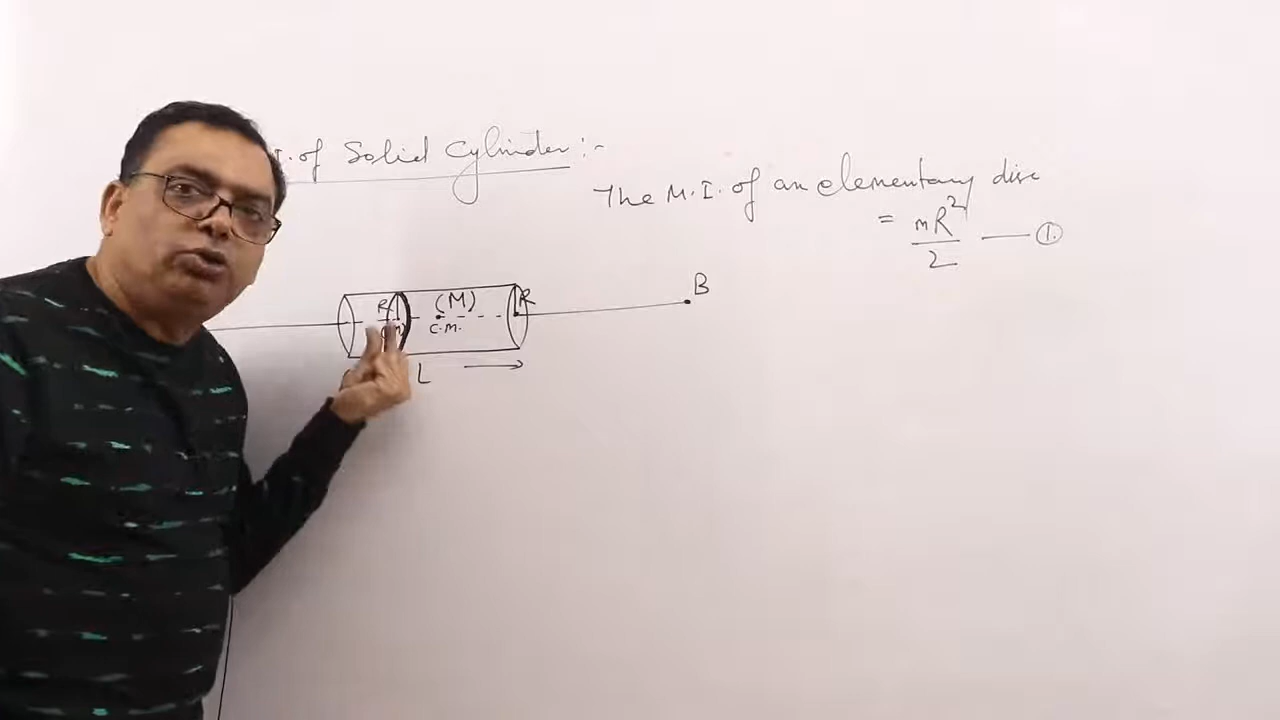 I. of Solid Cylinder :-
The M.I. of an elementary disc
= mR²/2 —— ①.
B
R (M) R
(m) C.M.
L